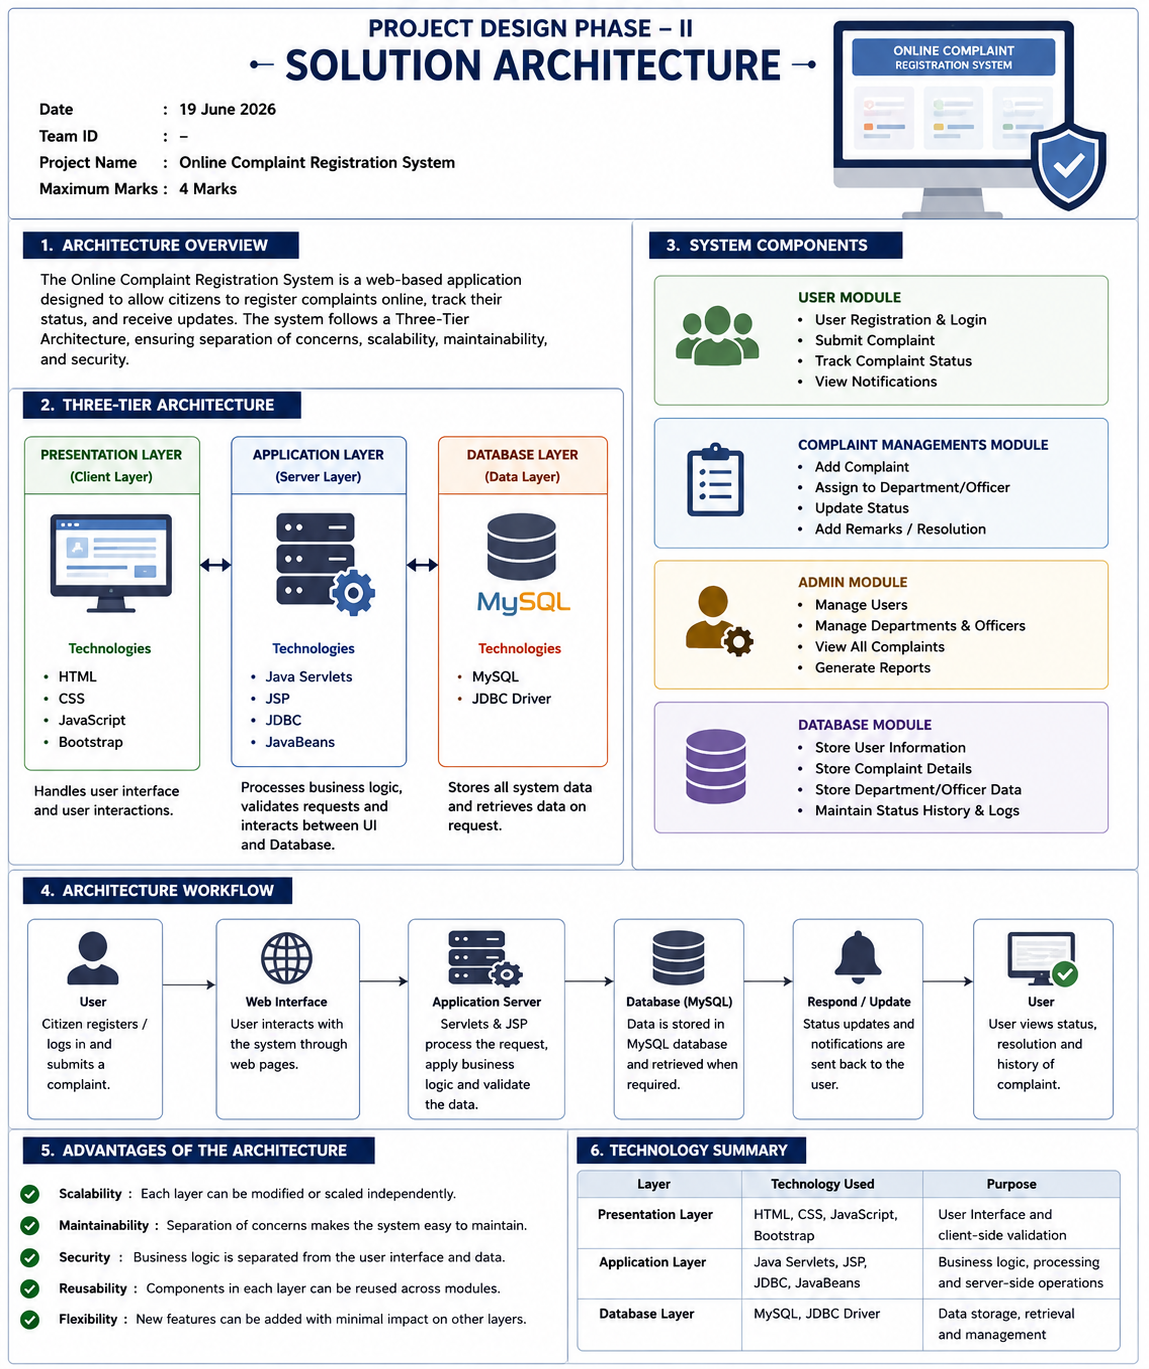 PROJECT DESIGN PHASE – II
SOLUTION ARCHITECTURE
ONLINE COMPLAINT
REGISTRATION SYSTEM
Date : 19 June 2026
Team ID : –
Project Name : Online Complaint Registration System
Maximum Marks : 4 Marks
1. ARCHITECTURE OVERVIEW
The Online Complaint Registration System is a web-based application
designed to allow citizens to register complaints online, track their
status, and receive updates. The system follows a Three-Tier
Architecture, ensuring separation of concerns, scalability, maintainability,
and security.
2. THREE-TIER ARCHITECTURE
PRESENTATION LAYER
(Client Layer)
Technologies
• HTML
• CSS
• JavaScript
• Bootstrap
Handles user interface
and user interactions.
APPLICATION LAYER
(Server Layer)
Technologies
• Java Servlets
• JSP
• JDBC
• JavaBeans
Processes business logic,
validates requests and
interacts between UI
and Database.
DATABASE LAYER
(Data Layer)
MySQL
Technologies
• MySQL
• JDBC Driver
Stores all system data
and retrieves data on
request.
3. SYSTEM COMPONENTS
USER MODULE
• User Registration & Login
• Submit Complaint
• Track Complaint Status
• View Notifications
COMPLAINT MANAGEMENTS MODULE
• Add Complaint
• Assign to Department/Officer
• Update Status
• Add Remarks / Resolution
ADMIN MODULE
• Manage Users
• Manage Departments & Officers
• View All Complaints
• Generate Reports
DATABASE MODULE
• Store User Information
• Store Complaint Details
• Store Department/Officer Data
• Maintain Status History & Logs
4. ARCHITECTURE WORKFLOW
User
Citizen registers /
logs in and
submits a
complaint.
Web Interface
User interacts with
the system through
web pages.
Application Server
Servlets & JSP
process the request,
apply business
logic and validate
the data.
Database (MySQL)
Data is stored in
MySQL database
and retrieved when
required.
Respond / Update
Status updates and
notifications are
sent back to the
user.
User
User views status,
resolution and
history of
complaint.
5. ADVANTAGES OF THE ARCHITECTURE
Scalability : Each layer can be modified or scaled independently.
Maintainability : Separation of concerns makes the system easy to maintain.
Security : Business logic is separated from the user interface and data.
Reusability : Components in each layer can be reused across modules.
Flexibility : New features can be added with minimal impact on other layers.
6. TECHNOLOGY SUMMARY
Layer Technology Used Purpose
Presentation Layer HTML, CSS, JavaScript, User Interface and
Bootstrap client-side validation
Application Layer Java Servlets, JSP, Business logic, processing
JDBC, JavaBeans and server-side operations
Database Layer MySQL, JDBC Driver Data storage, retrieval
and management